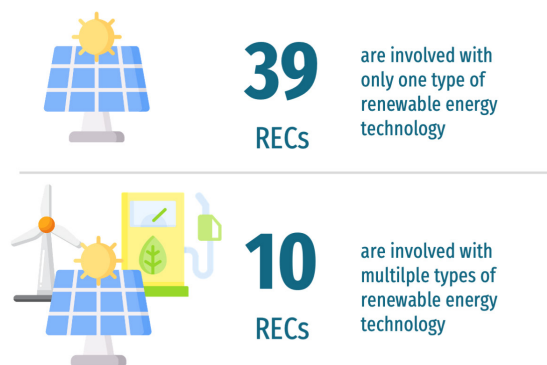 39
RECs
are involved with
only one type of
renewable energy
technology
10
RECs
are involved with
multilple types of
renewable energy
technology